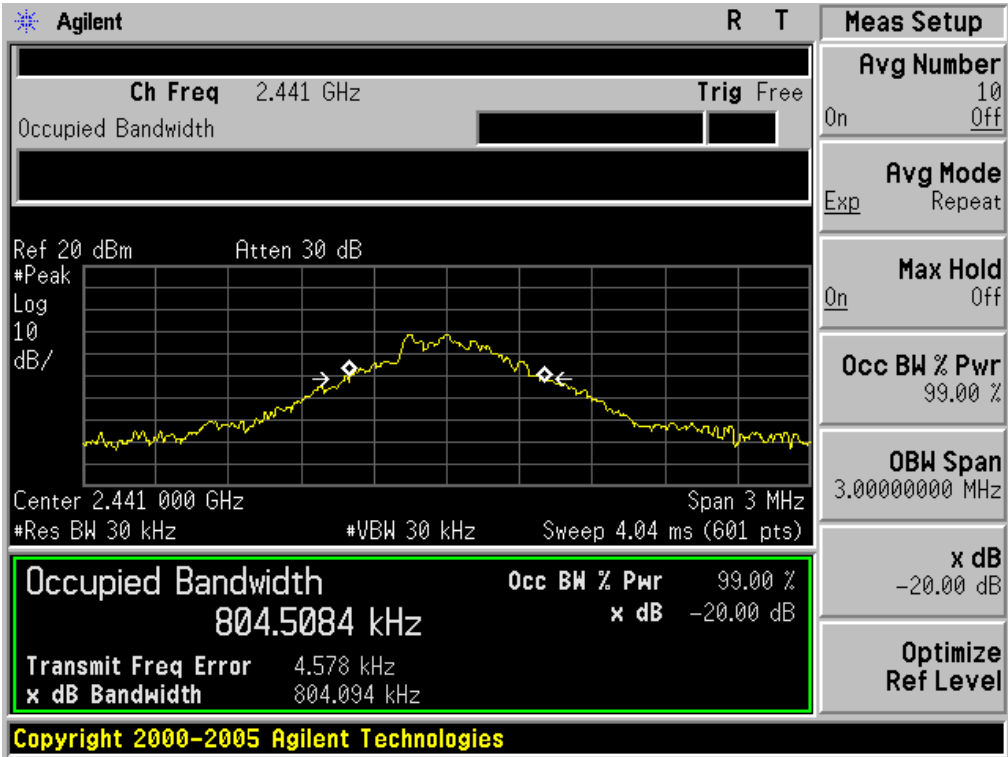 Agilent R T
Ch Freq 2.441 GHz Trig Free
Occupied Bandwidth
Ref 20 dBm Atten 30 dB
#Peak
Log
10
dB/
Center 2.441 000 GHz Span 3 MHz
#Res BW 30 kHz #VBW 30 kHz Sweep 4.04 ms (601 pts)
Occupied Bandwidth
804.5084 kHz
Occ BW % Pwr 99.00 %
x dB -20.00 dB
Transmit Freq Error 4.578 kHz
x dB Bandwidth 804.094 kHz
Copyright 2000-2005 Agilent Technologies
Meas Setup
Avg Number
10
On Off
Avg Mode
Exp Repeat
Max Hold
On Off
Occ BW % Pwr
99.00 %
OBW Span
3.00000000 MHz
x dB
-20.00 dB
Optimize
Ref Level